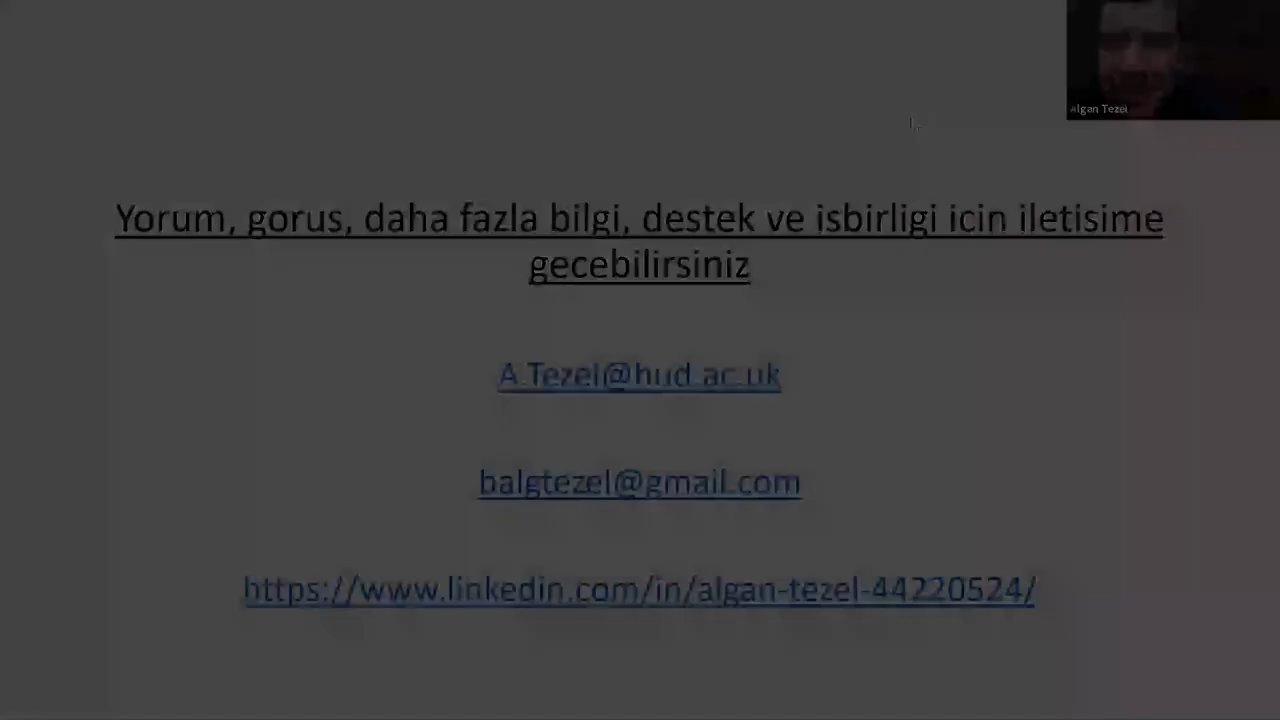 Algan Tezel
Yorum, gorus, daha fazla bilgi, destek ve isbirligi icin iletisime
gecebilirsiniz
A.Tezel@hud.ac.uk
balgtezel@gmail.com
https://www.linkedin.com/in/algan-tezel-44220524/